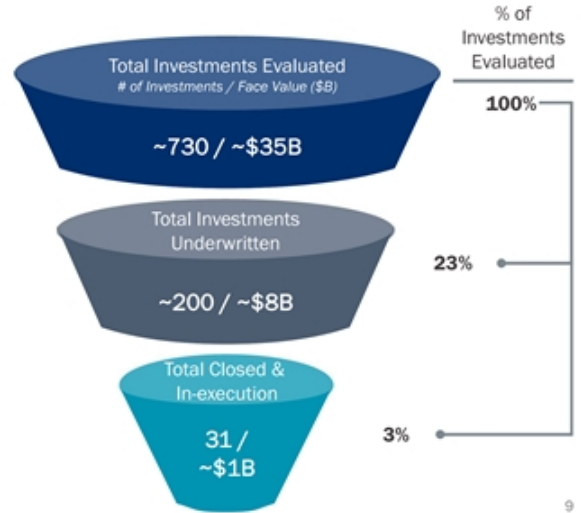 % of
Investments
Evaluated
Total Investments Evaluated
# of Investments / Face Value ($B)
100%
~730 / ~$35B
Total Investments
Underwritten
23%
~200 / ~$8B
Total Closed &
In-execution
31 /
~$1B
3%
9